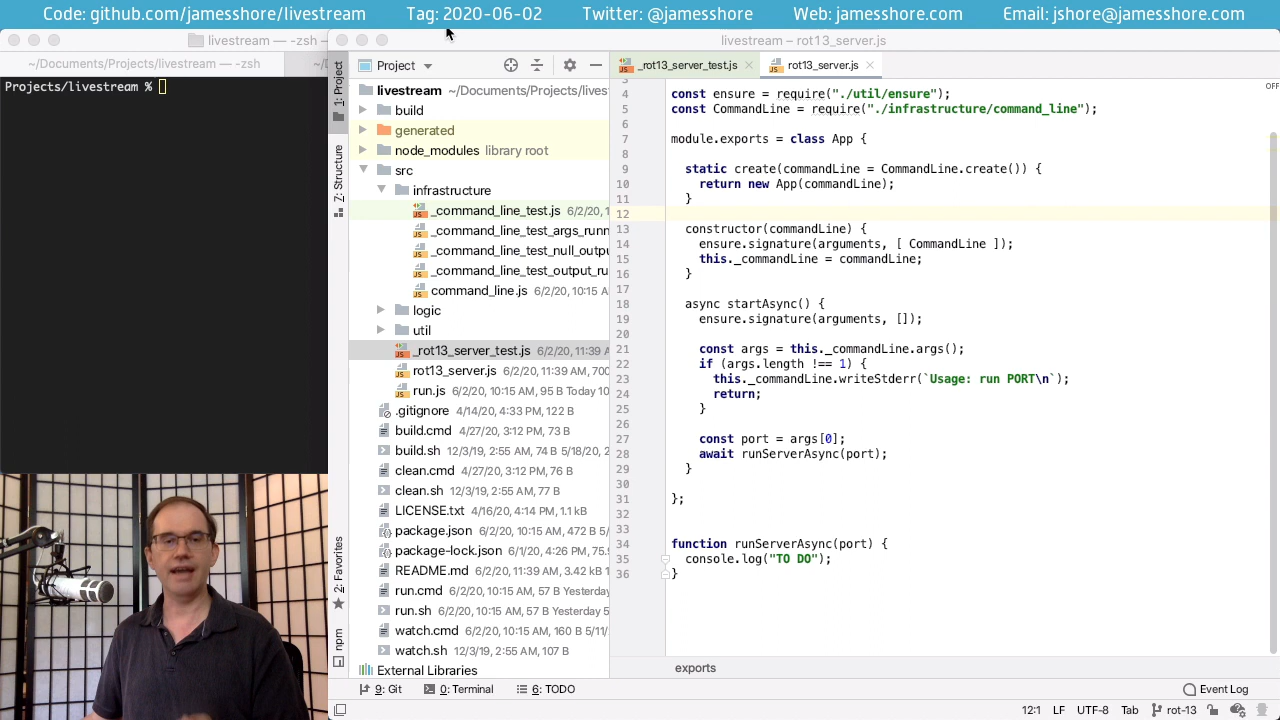 Code: github.com/jamesshore/livestream Tag: 2020-06-02 Twitter: @jamesshore Web: jamesshore.com Email: jshore@jamesshore.com
livestream — -zsh
~/Documents/Projects/livestream — -zsh
Projects/livestream %
livestream – rot13_server.js
1: Project
7: Structure
2: Favorites
npm
Project
livestream ~/Documents/Projects/lives
build
generated
node_modules library root
src
infrastructure
_command_line_test.js 6/2/20, 1
_command_line_test_args_runn
_command_line_test_null_outpu
_command_line_test_output_ru
command_line.js 6/2/20, 10:15 A
logic
util
_rot13_server_test.js 6/2/20, 11:39 A
rot13_server.js 6/2/20, 11:39 AM, 700
run.js 6/2/20, 10:15 AM, 95 B Today 10
.gitignore 4/14/20, 4:33 PM, 122 B
build.cmd 4/27/20, 3:12 PM, 73 B
build.sh 12/3/19, 2:55 AM, 74 B 5/18/20, 2
clean.cmd 4/27/20, 3:12 PM, 76 B
clean.sh 12/3/19, 2:55 AM, 77 B
LICENSE.txt 4/16/20, 4:14 PM, 1.1 kB
package.json 6/2/20, 10:15 AM, 472 B 5/
package-lock.json 6/1/20, 4:26 PM, 75.9
README.md 6/2/20, 11:39 AM, 3.42 kB 1
run.cmd 6/2/20, 10:15 AM, 57 B Yesterday
run.sh 6/2/20, 10:15 AM, 57 B Yesterday 5
watch.cmd 6/2/20, 10:15 AM, 160 B 5/11/
watch.sh 12/3/19, 2:55 AM, 107 B
External Libraries
_rot13_server_test.js rot13_server.js
OFF
3
4 const ensure = require("./util/ensure");
5 const CommandLine = require("./infrastructure/command_line");
6
7 module.exports = class App {
8
9 static create(commandLine = CommandLine.create()) {
10 return new App(commandLine);
11 }
12
13 constructor(commandLine) {
14 ensure.signature(arguments, [ CommandLine ]);
15 this._commandLine = commandLine;
16 }
17
18 async startAsync() {
19 ensure.signature(arguments, []);
20
21 const args = this._commandLine.args();
22 if (args.length !== 1) {
23 this._commandLine.writeStderr(`Usage: run PORT\n`);
24 return;
25 }
26
27 const port = args[0];
28 await runServerAsync(port);
29 }
30
31 };
32
33
34 function runServerAsync(port) {
35 console.log("TO DO");
36 }
exports
9: Git 0: Terminal 6: TODO Event Log
12:1 LF UTF-8 Tab rot-13